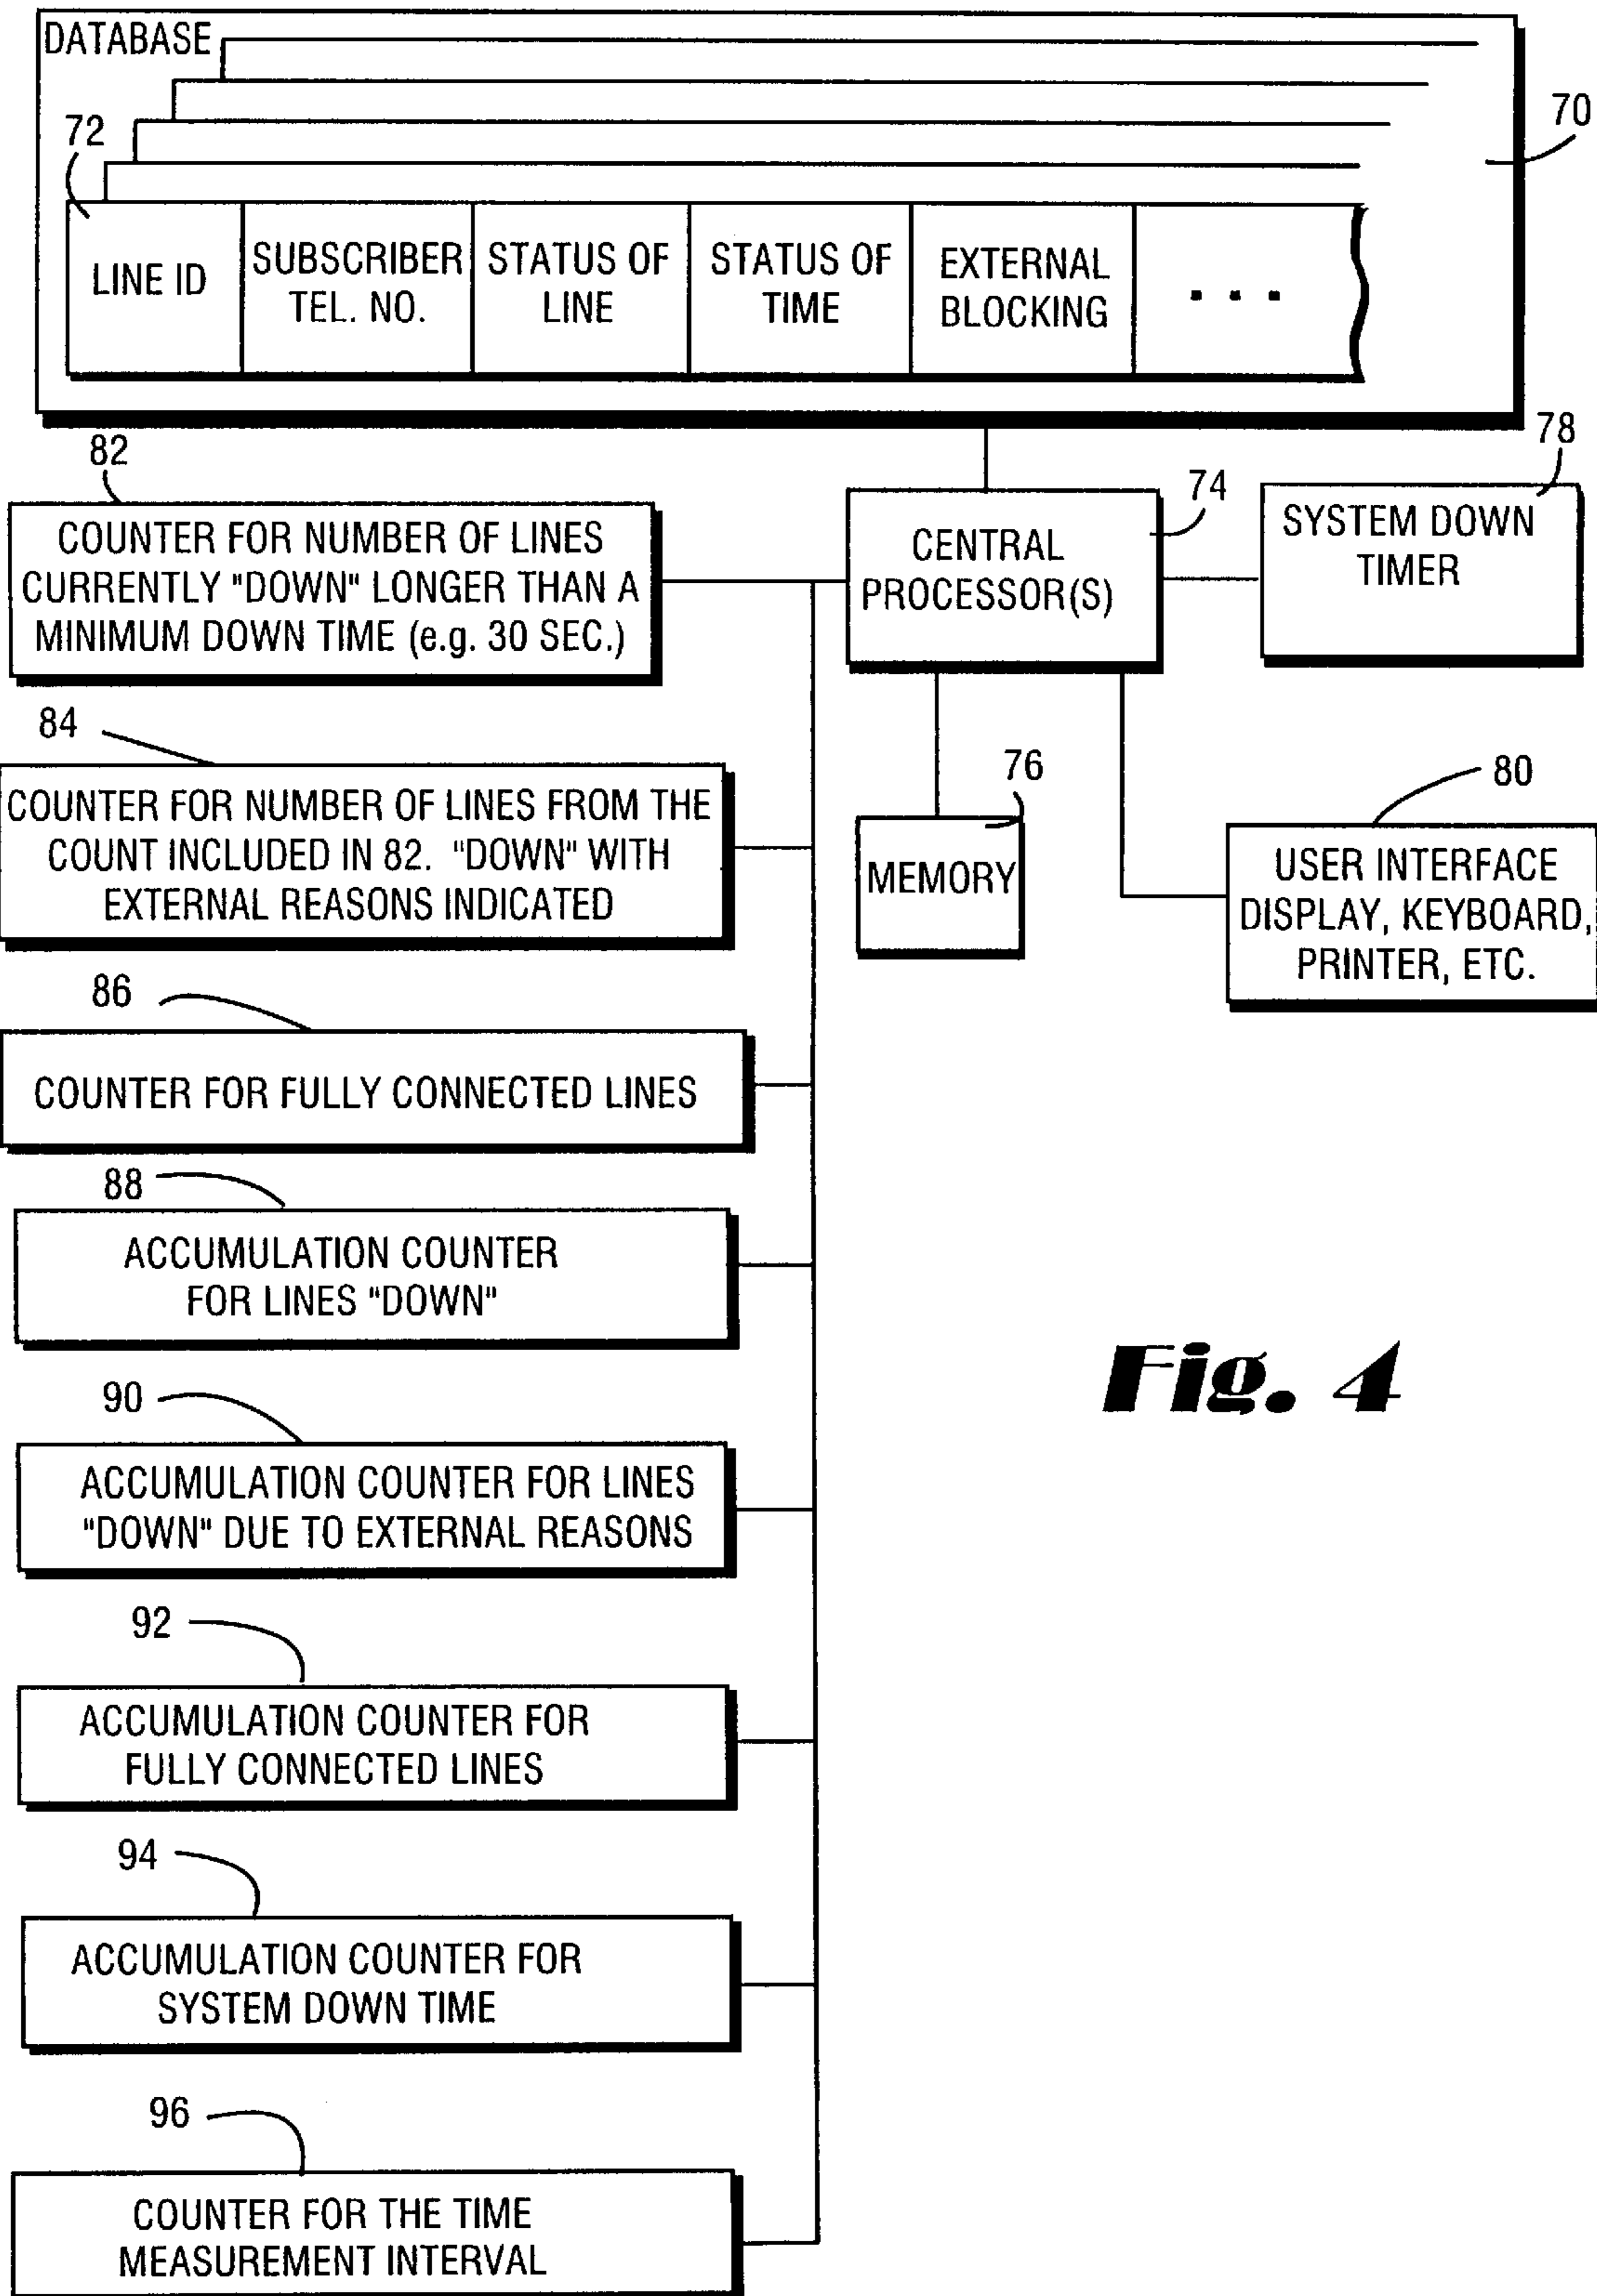 DATABASE
70
72
LINE ID
SUBSCRIBER
TEL. NO.
STATUS OF
LINE
STATUS OF
TIME
EXTERNAL
BLOCKING
...
82
COUNTER FOR NUMBER OF LINES
CURRENTLY "DOWN" LONGER THAN A
MINIMUM DOWN TIME (e.g. 30 SEC.)
74
CENTRAL
PROCESSOR(S)
78
SYSTEM DOWN
TIMER
84
COUNTER FOR NUMBER OF LINES FROM THE
COUNT INCLUDED IN 82. "DOWN" WITH
EXTERNAL REASONS INDICATED
76
MEMORY
80
USER INTERFACE
DISPLAY, KEYBOARD,
PRINTER, ETC.
86
COUNTER FOR FULLY CONNECTED LINES
88
ACCUMULATION COUNTER
FOR LINES "DOWN"
90
ACCUMULATION COUNTER FOR LINES
"DOWN" DUE TO EXTERNAL REASONS
92
ACCUMULATION COUNTER FOR
FULLY CONNECTED LINES
94
ACCUMULATION COUNTER FOR
SYSTEM DOWN TIME
96
COUNTER FOR THE TIME
MEASUREMENT INTERVAL
Fig. 4